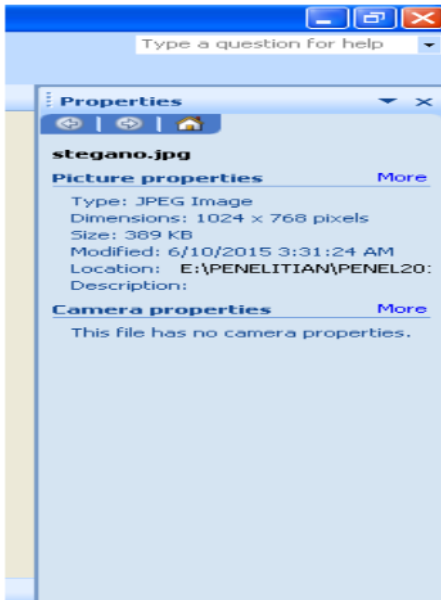 Type a question for help
Properties
stegano.jpg
Picture properties More
Type: JPEG Image
Dimensions: 1024 x 768 pixels
Size: 389 KB
Modified: 6/10/2015 3:31:24 AM
Location: E:\PENELITIAN\PENEL20:
Description:
Camera properties More
This file has no camera properties.